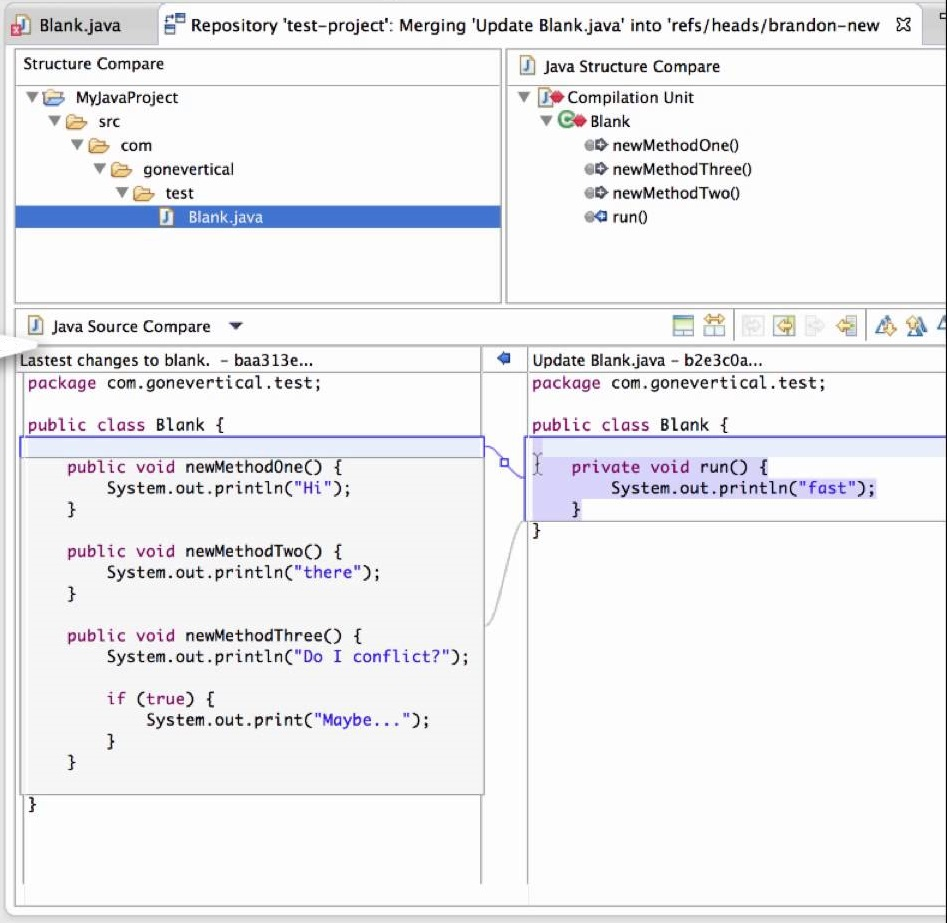 Blank.java
Repository 'test-project': Merging 'Update Blank.java' into 'refs/heads/brandon-new
Structure Compare
MyJavaProject
src
com
gonevertical
test
Blank.java
Java Structure Compare
Compilation Unit
Blank
newMethodOne()
newMethodThree()
newMethodTwo()
run()
Java Source Compare
Lastest changes to blank. - baa313e...
package com.gonevertical.test;
public class Blank {
public void newMethodOne() {
System.out.println("Hi");
}
public void newMethodTwo() {
System.out.println("there");
}
public void newMethodThree() {
System.out.println("Do I conflict?");
if (true) {
System.out.print("Maybe...");
}
}
}
Update Blank.java - b2e3c0a...
package com.gonevertical.test;
public class Blank {
private void run() {
System.out.println("fast");
}
}